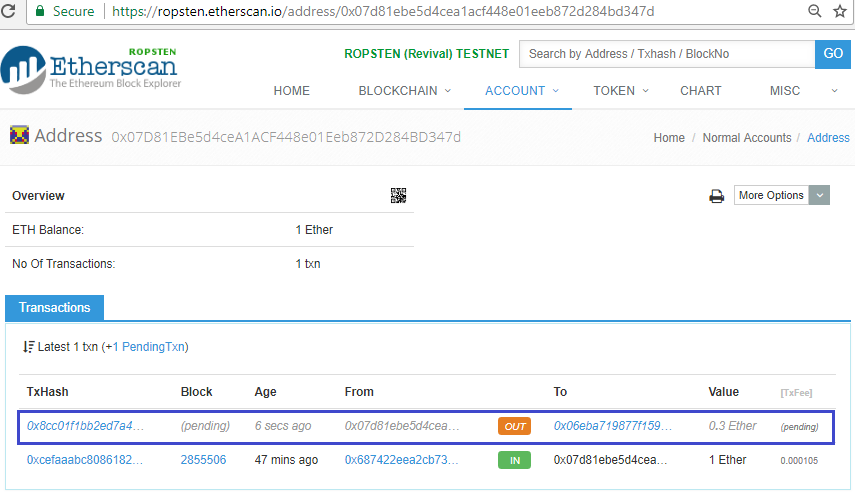 Secure https://ropsten.etherscan.io/address/0x07d81ebe5d4cea1acf448e01eeb872d284bd347d
ROPSTEN
Etherscan
The Ethereum Block Explorer
ROPSTEN (Revival) TESTNET Search by Address / Txhash / BlockNo GO
HOME BLOCKCHAIN ACCOUNT TOKEN CHART MISC
Address 0x07D81EBe5d4ceA1ACF448e01Eeb872D284BD347d Home / Normal Accounts / Address
Overview More Options
ETH Balance: 1 Ether
No Of Transactions: 1 txn
Transactions
Latest 1 txn (+1 PendingTxn)
TxHash Block Age From To Value [TxFee]
0x8cc01f1bb2ed7a4... (pending) 6 secs ago 0x07d81ebe5d4cea... OUT 0x06eba719877f159... 0.3 Ether (pending)
0xcefaaabc8086182... 2855506 47 mins ago 0x687422eea2cb73... IN 0x07d81ebe5d4cea... 1 Ether 0.000105